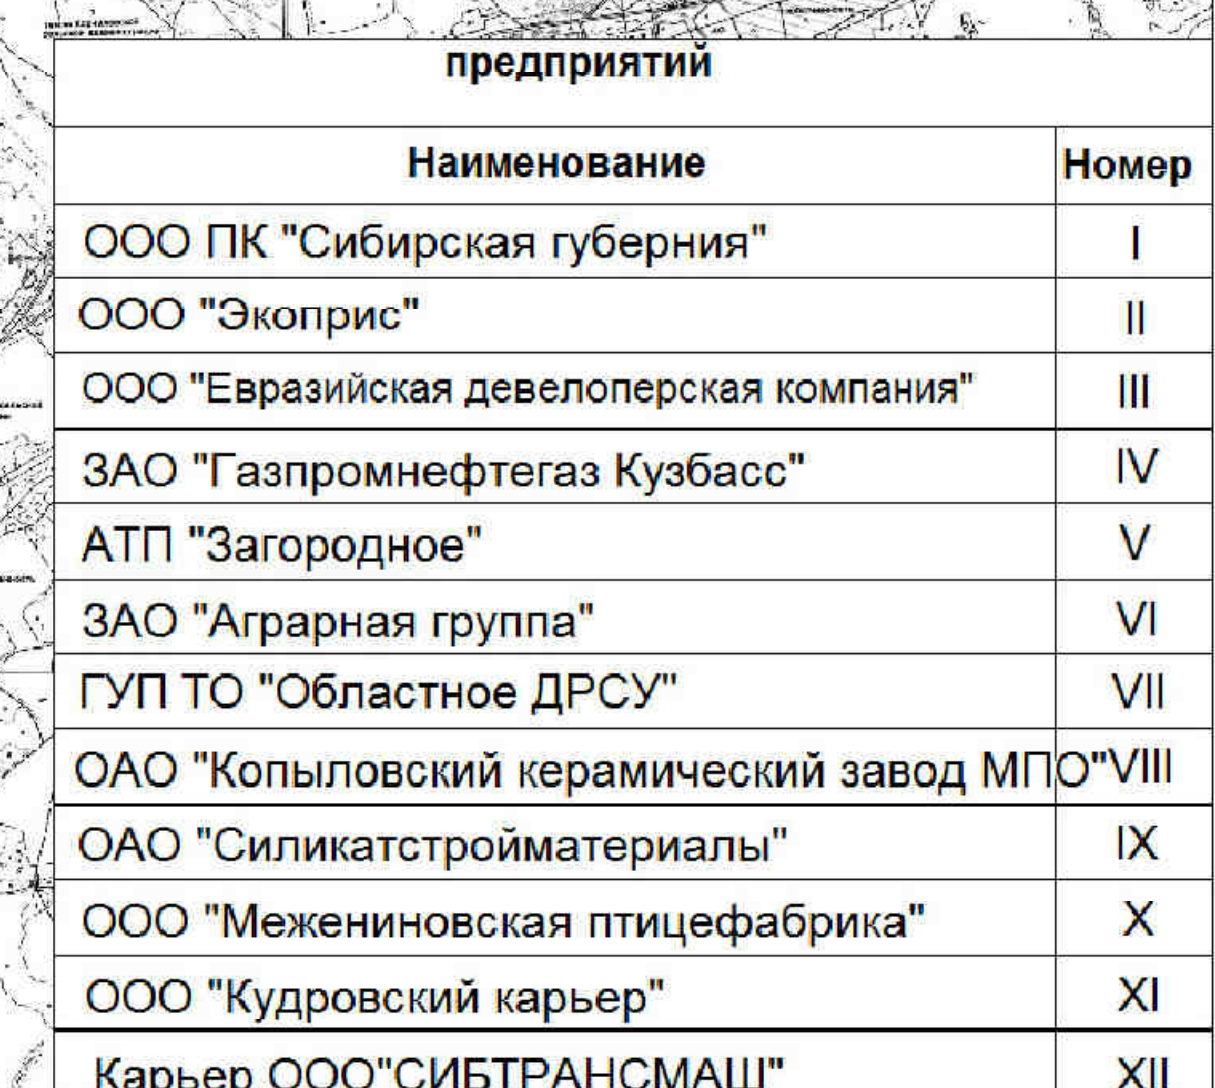 предприятий
Наименование Номер
ООО ПК "Сибирская губерния" I
ООО "Экоприс" II
ООО "Евразийская девелоперская компания" III
ЗАО "Газпромнефтегаз Кузбасс" IV
АТП "Загородное" V
ЗАО "Аграрная группа" VI
ГУП ТО "Областное ДРСУ" VII
ОАО "Копыловский керамический завод МПО" VIII
ОАО "Силикатстройматериалы" IX
ООО "Межениновская птицефабрика" X
ООО "Кудровский карьер" XI
Карьер ООО"СИБТРАНСМАШ" XII